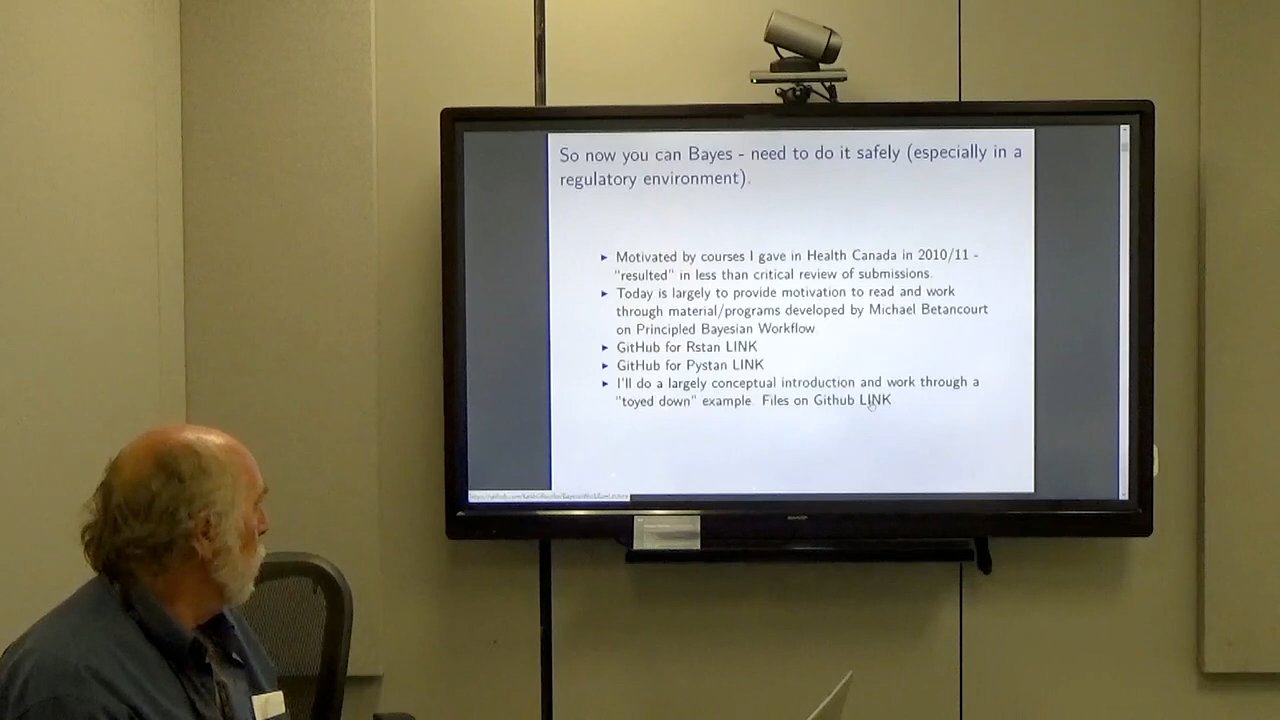 So now you can Bayes - need to do it safely (especially in a
regulatory environment).
► Motivated by courses I gave in Health Canada in 2010/11 -
"resulted" in less than critical review of submissions.
► Today is largely to provide motivation to read and work
through material/programs developed by Michael Betancourt
on Principled Bayesian Workflow
► GitHub for Rstan LINK
► GitHub for Pystan LINK
► I'll do a largely conceptual introduction and work through a
"toyed down" example. Files on Github LINK
SHARP